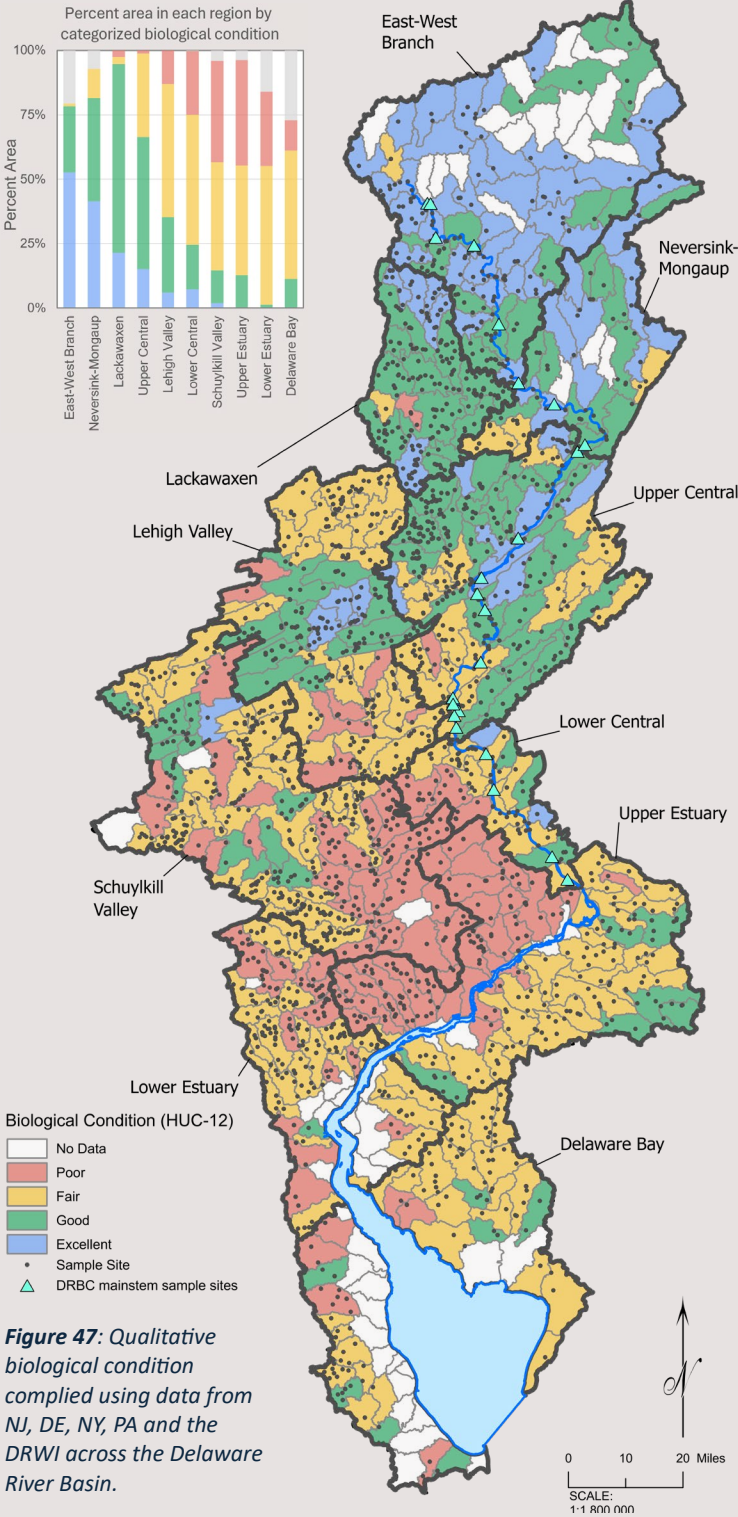 Percent area in each region by
categorized biological condition
100%
75%
50%
25%
0%
Percent Area
East-West Branch
Neversink-Mongaup
Lackawaxen
Upper Central
Lehigh Valley
Lower Central
Schuylkill Valley
Upper Estuary
Lower Estuary
Delaware Bay
East-West
Branch
Neversink-
Mongaup
Lackawaxen
Upper Central
Lehigh Valley
Lower Central
Upper Estuary
Schuylkill
Valley
Lower Estuary
Delaware Bay
Biological Condition (HUC-12)
No Data
Poor
Fair
Good
Excellent
Sample Site
DRBC mainstem sample sites
Figure 47: Qualitative
biological condition
complied using data from
NJ, DE, NY, PA and the
DRWI across the Delaware
River Basin.
N
0 10 20 Miles
SCALE:
1:1,800,000